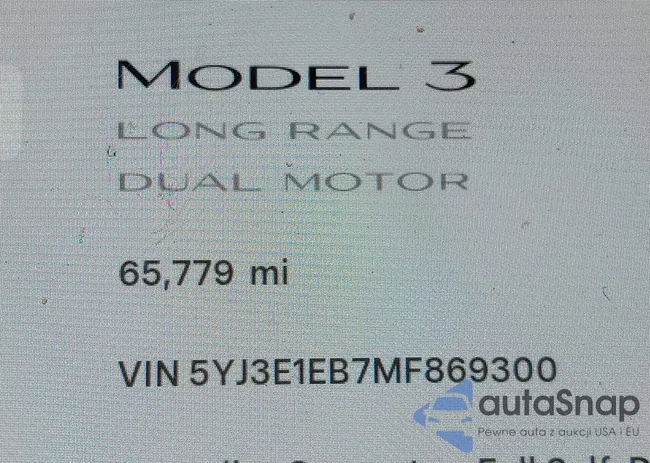 MODEL 3
LONG RANGE
DUAL MOTOR
65,779 mi
VIN 5YJ3E1EB7MF869300
autaSnap
Pewne auta z aukcji USA i EU